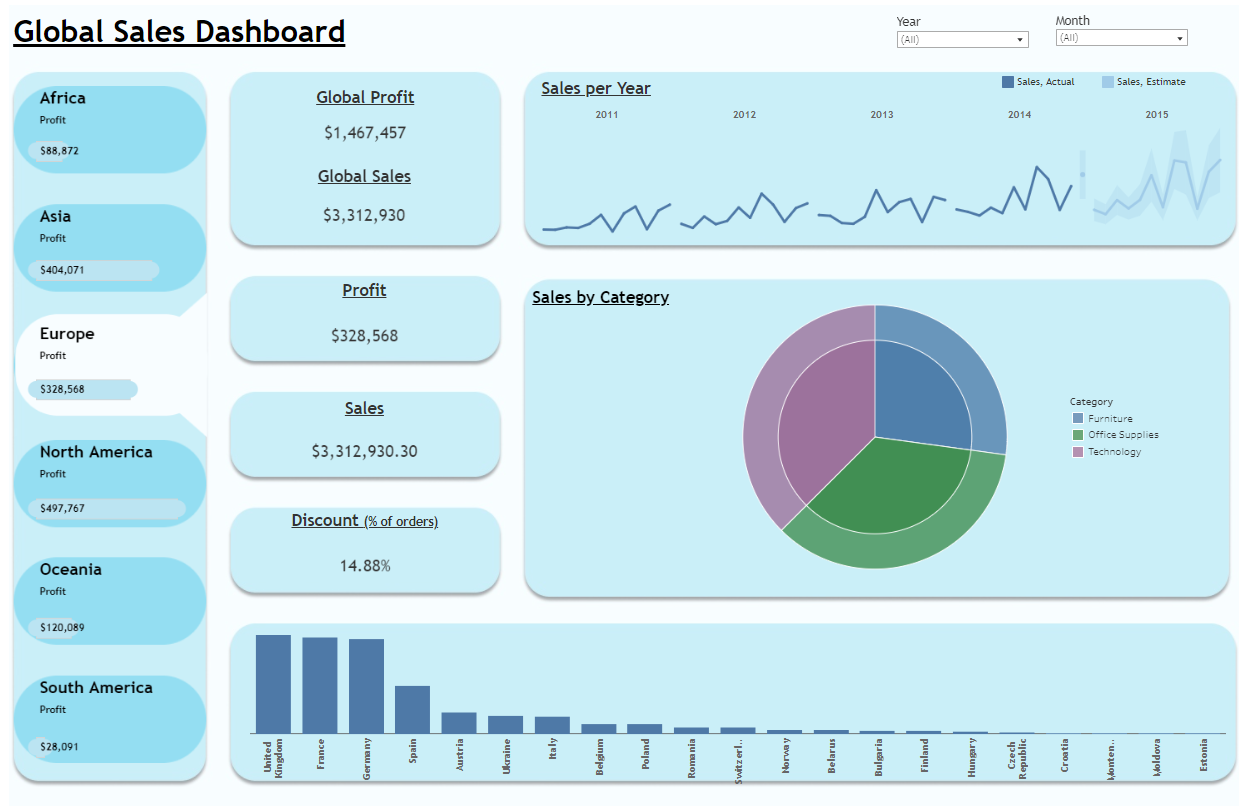 Global Sales Dashboard
Year
(All)
Month
(All)
Africa
Profit
$88,872
Asia
Profit
$404,071
Europe
Profit
$328,568
North America
Profit
$497,767
Oceania
Profit
$120,089
South America
Profit
$28,091
Global Profit
$1,467,457
Global Sales
$3,312,930
Profit
$328,568
Sales
$3,312,930.30
Discount (% of orders)
14.88%
Sales per Year
Sales, Actual
Sales, Estimate
2011
2012
2013
2014
2015
Sales by Category
Category
Furniture
Office Supplies
Technology
United
Kingdom
France
Germany
Spain
Austria
Ukraine
Italy
Belgium
Poland
Romania
Switzerl..
Norway
Belarus
Bulgaria
Finland
Hungary
Czech
Republic
Croatia
Monten..
Moldova
Estonia